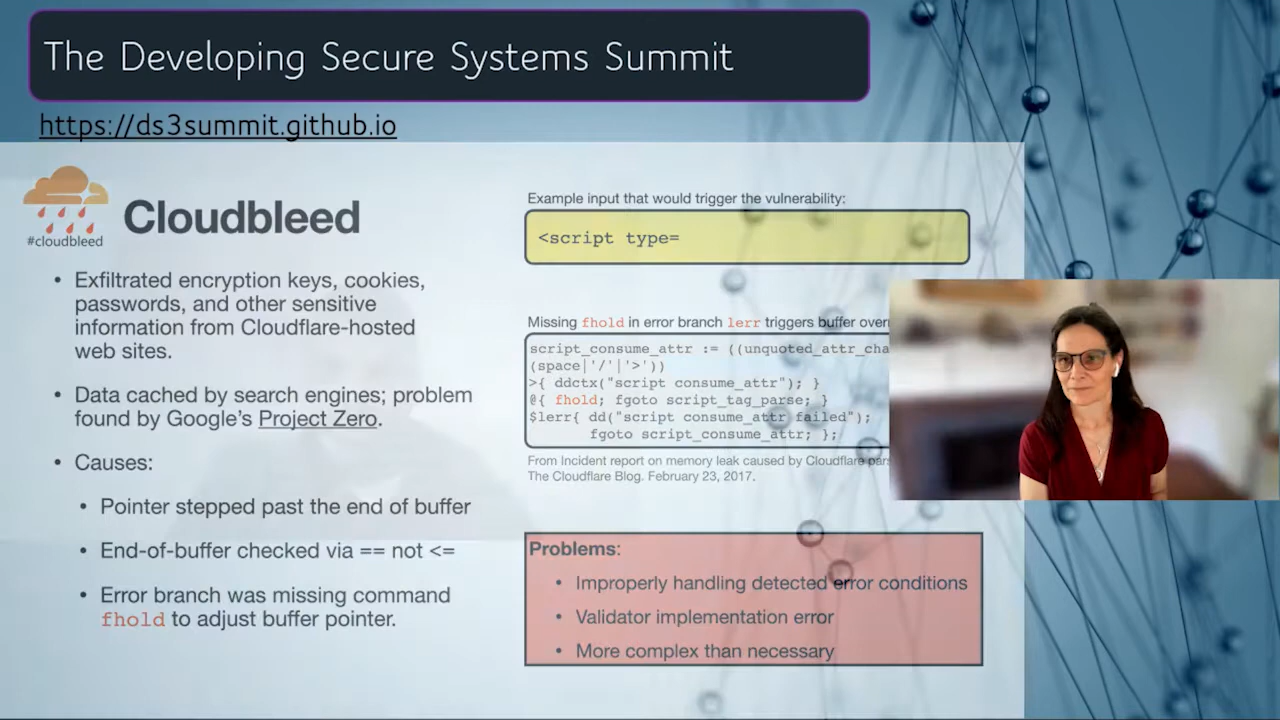 The Developing Secure Systems Summit
https://ds3summit.github.io
#cloudbleed
Cloudbleed
• Exfiltrated encryption keys, cookies,
passwords, and other sensitive
information from Cloudflare-hosted
web sites.
• Data cached by search engines; problem
found by Google's Project Zero.
• Causes:
• Pointer stepped past the end of buffer
• End-of-buffer checked via == not <=
• Error branch was missing command
fhold to adjust buffer pointer.
Example input that would trigger the vulnerability:
<script type=
Missing fhold in error branch lerr triggers buffer
script_consume_attr := ((unquoted_attr_cha
(space|'/'|'>'))
>{ ddctx("script consume_attr"); }
@{ fhold; fgoto script_tag_parse; }
$lerr{ dd("script consume_attr failed");
fgoto script_consume_attr; };
From Incident report on memory leak caused by Cloudflare
The Cloudflare Blog. February 23, 2017.
Problems:
• Improperly handling detected error conditions
• Validator implementation error
• More complex than necessary